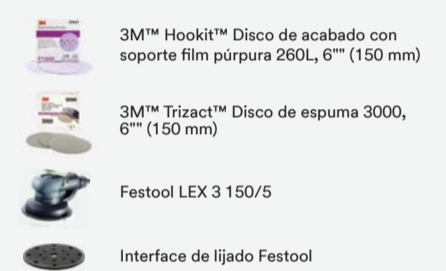 3M™ Hookit™ Disco de acabado con
soporte film púrpura 260L, 6"" (150 mm)
3M™ Trizact™ Disco de espuma 3000,
6"" (150 mm)
Festool LEX 3 150/5
Interface de lijado Festool